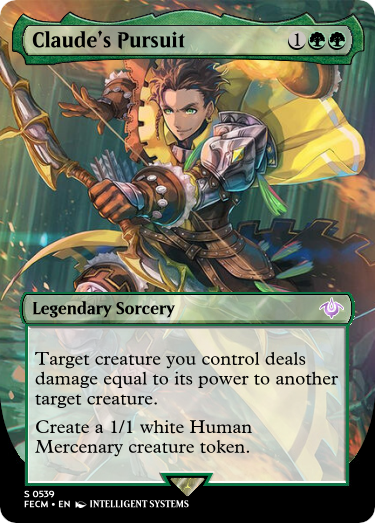 Claude's Pursuit 1
Legendary Sorcery
Target creature you control deals
damage equal to its power to another
target creature.
Create a 1/1 white Human
Mercenary creature token.
S 0539
FECM • EN INTELLIGENT SYSTEMS